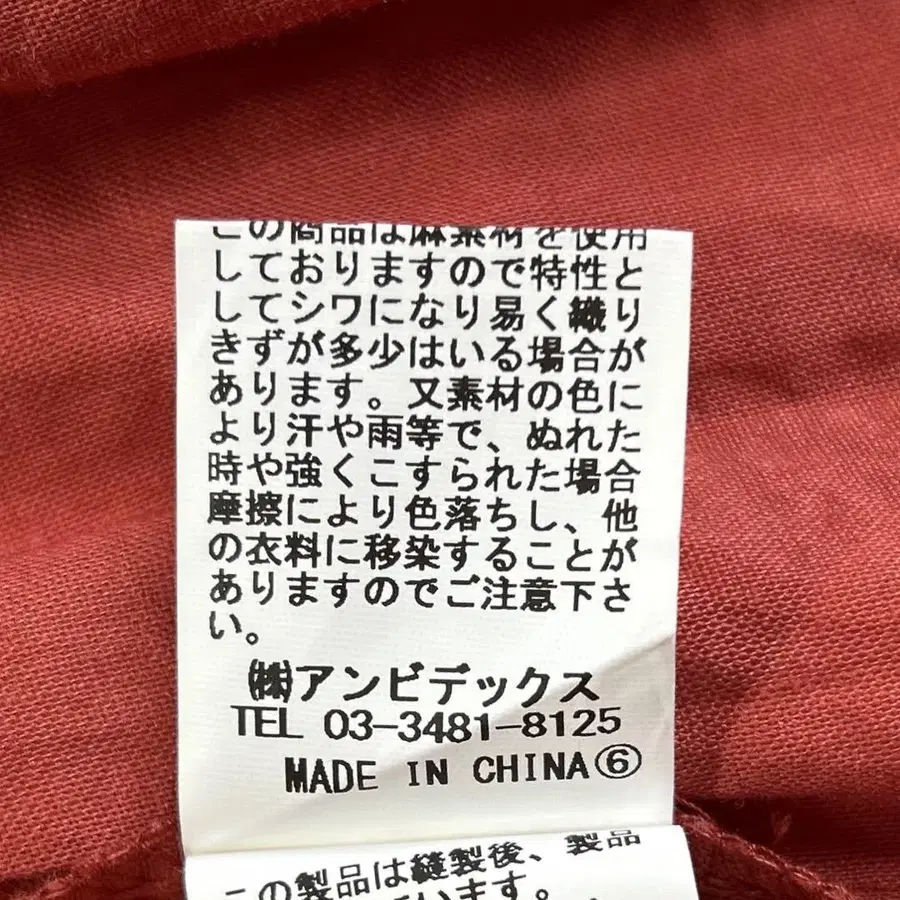 この商品は麻素材を使用
しておりますので特性と
してシワになり易く織り
きずが多少はいる場合が
あります。又素材の色に
より汗や雨等で、ぬれた
時や強くこすられた場合
摩擦により色落ちし、他
の衣料に移染することが
ありますのでご注意下さ
い。
㈱アンビデックス
TEL 03-3481-8125
MADE IN CHINA⑥
この製品は縫製後、製品
います。